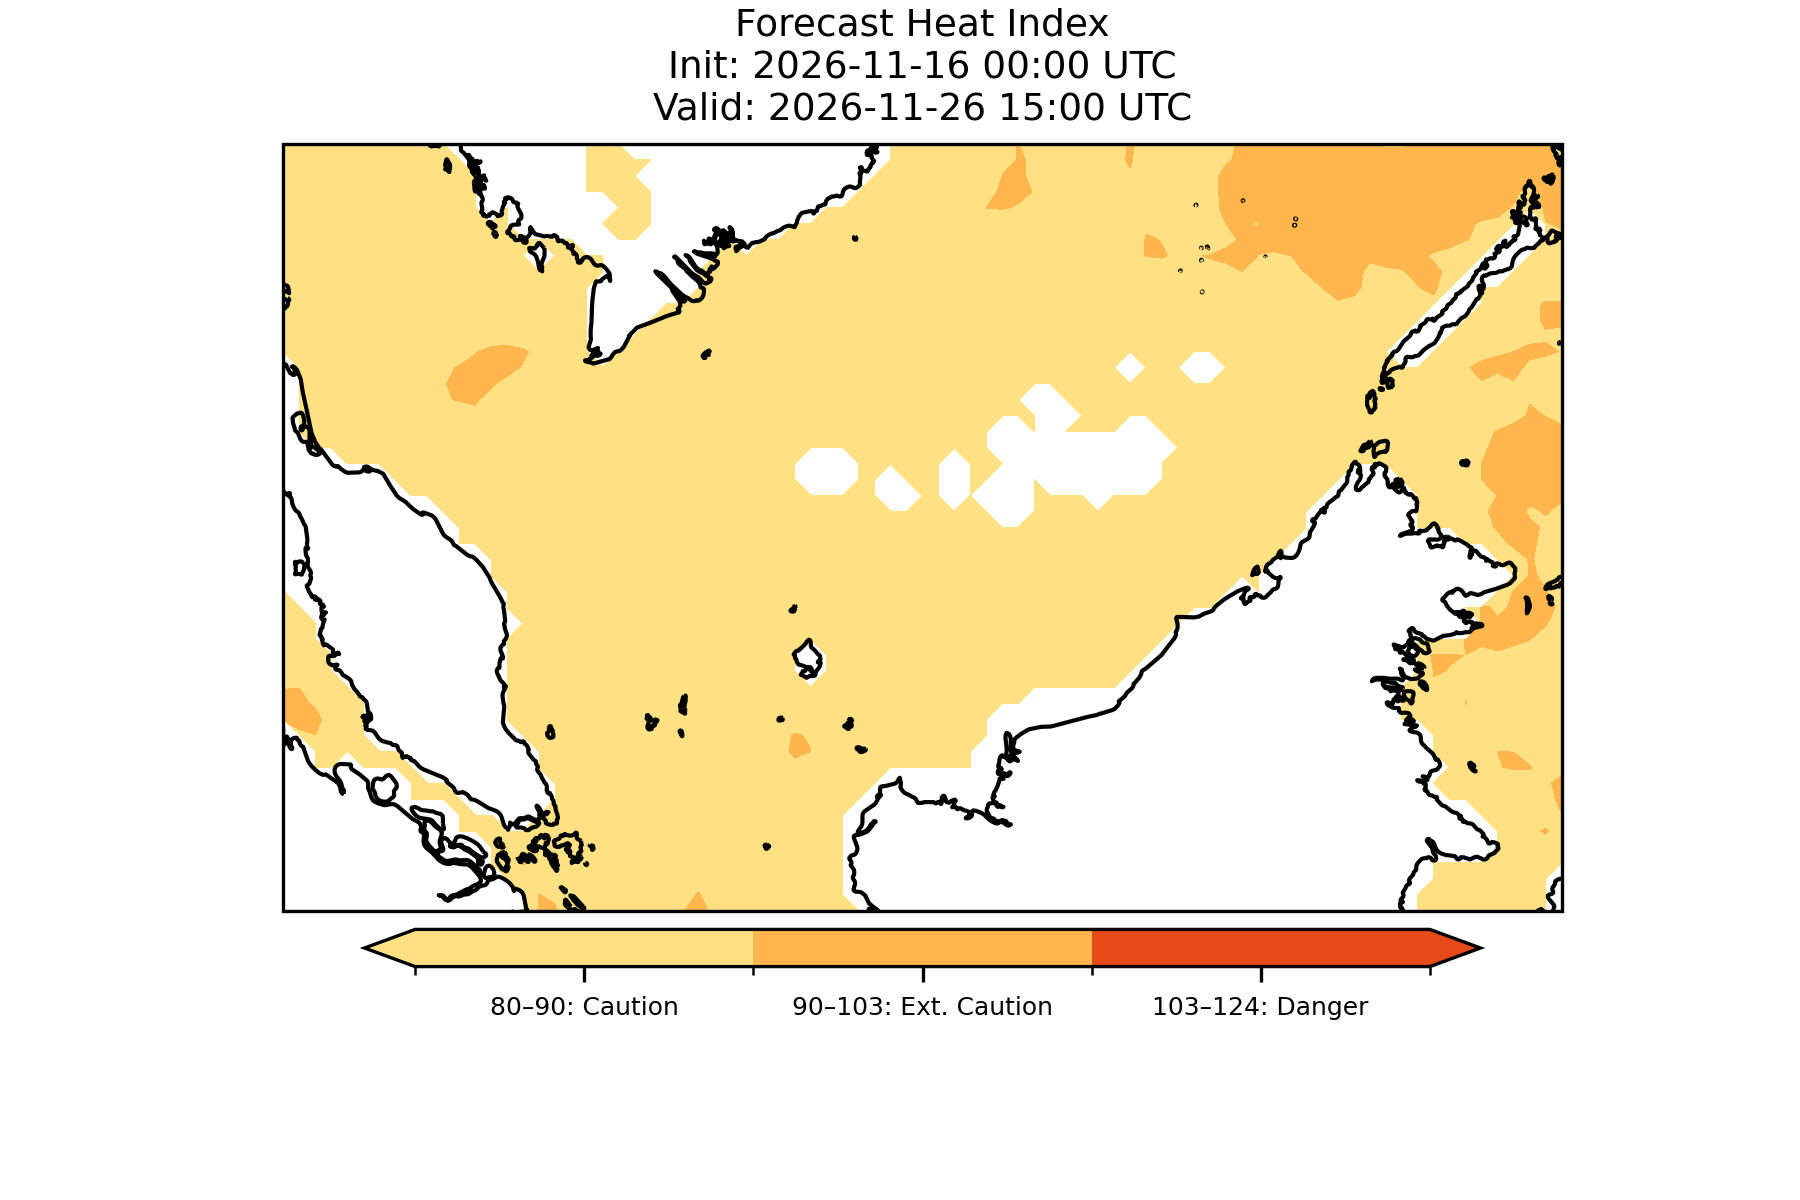 Forecast Heat Index
Init: 2026-11-16 00:00 UTC
Valid: 2026-11-26 15:00 UTC
80–90: Caution
90–103: Ext. Caution
103–124: Danger